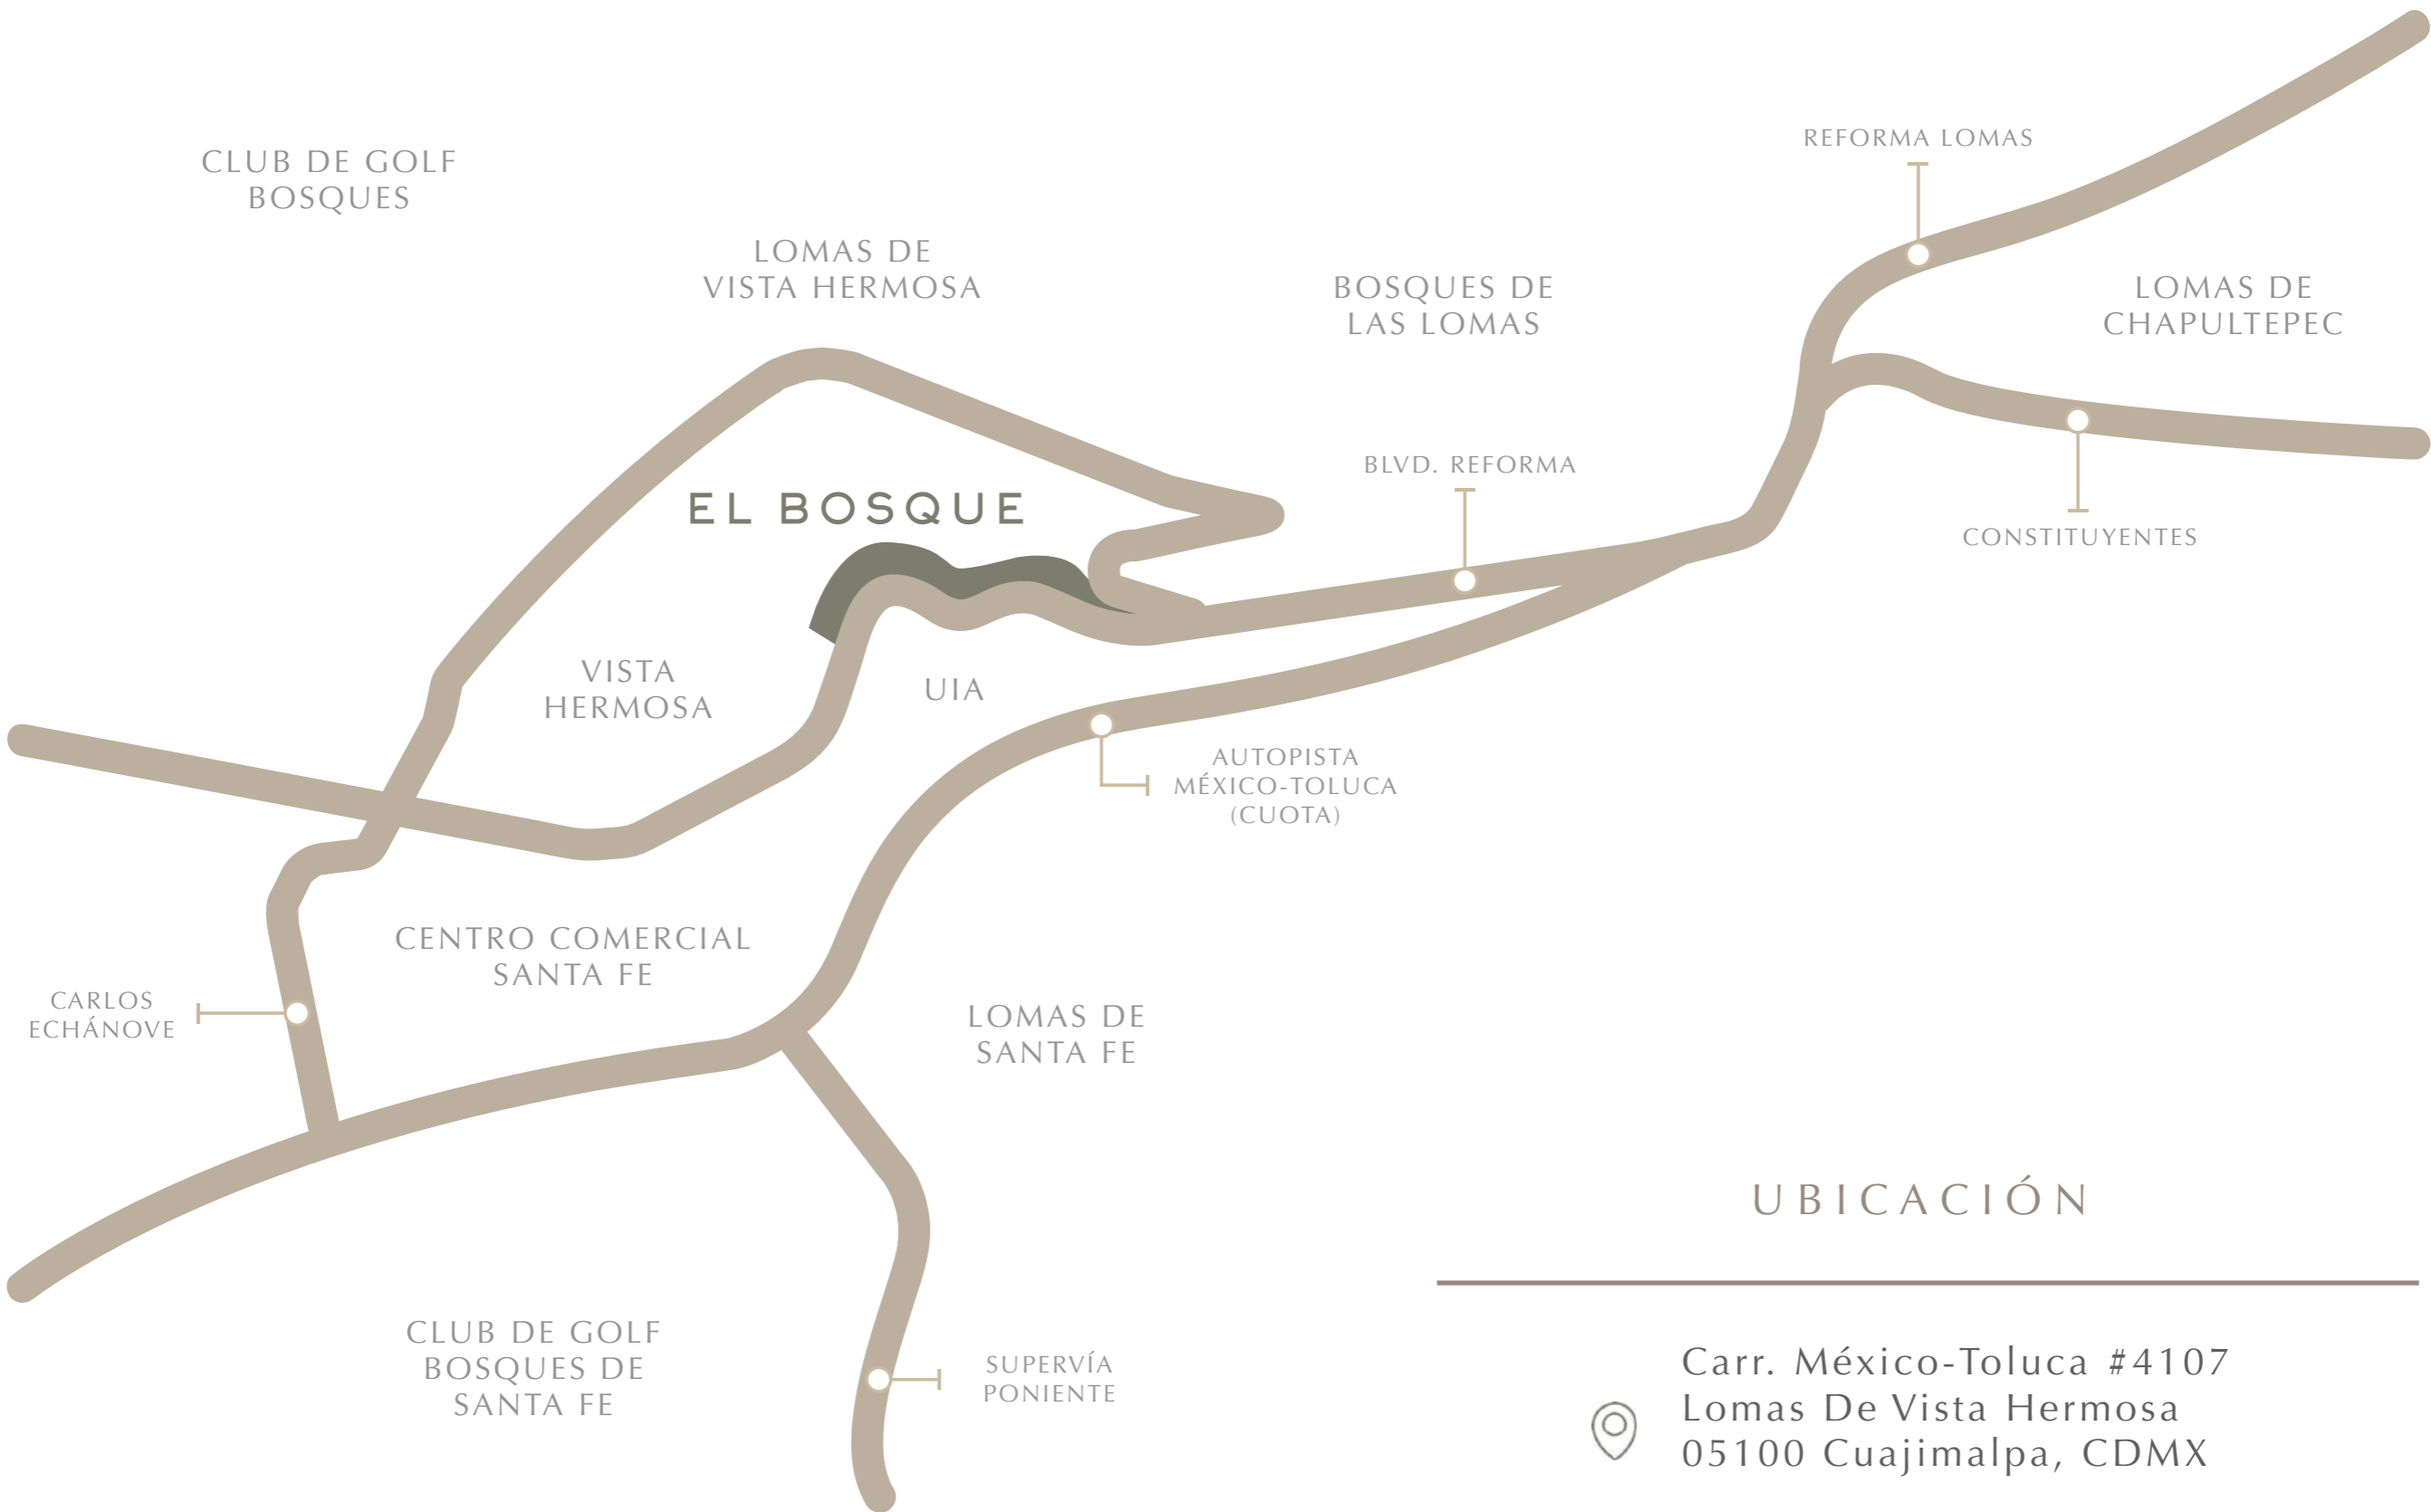 REFORMA LOMAS
CLUB DE GOLF
BOSQUES
LOMAS DE
VISTA HERMOSA
BOSQUES DE
LAS LOMAS
LOMAS DE
CHAPULTEPEC
BLVD. REFORMA
EL BOSQUE
CONSTITUYENTES
VISTA
HERMOSA
UIA
AUTOPISTA
MÉXICO-TOLUCA
(CUOTA)
CENTRO COMERCIAL
SANTA FE
CARLOS
ECHÁNOVE
LOMAS DE
SANTA FE
UBICACIÓN
CLUB DE GOLF
BOSQUES DE
SANTA FE
SUPERVÍA
PONIENTE
Carr. México-Toluca #4107
Lomas De Vista Hermosa
05100 Cuajimalpa, CDMX